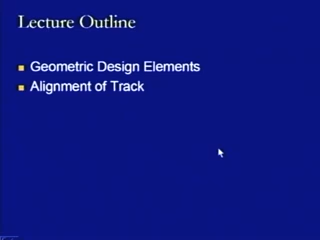 Lecture Outline
Geometric Design Elements
Alignment of Track